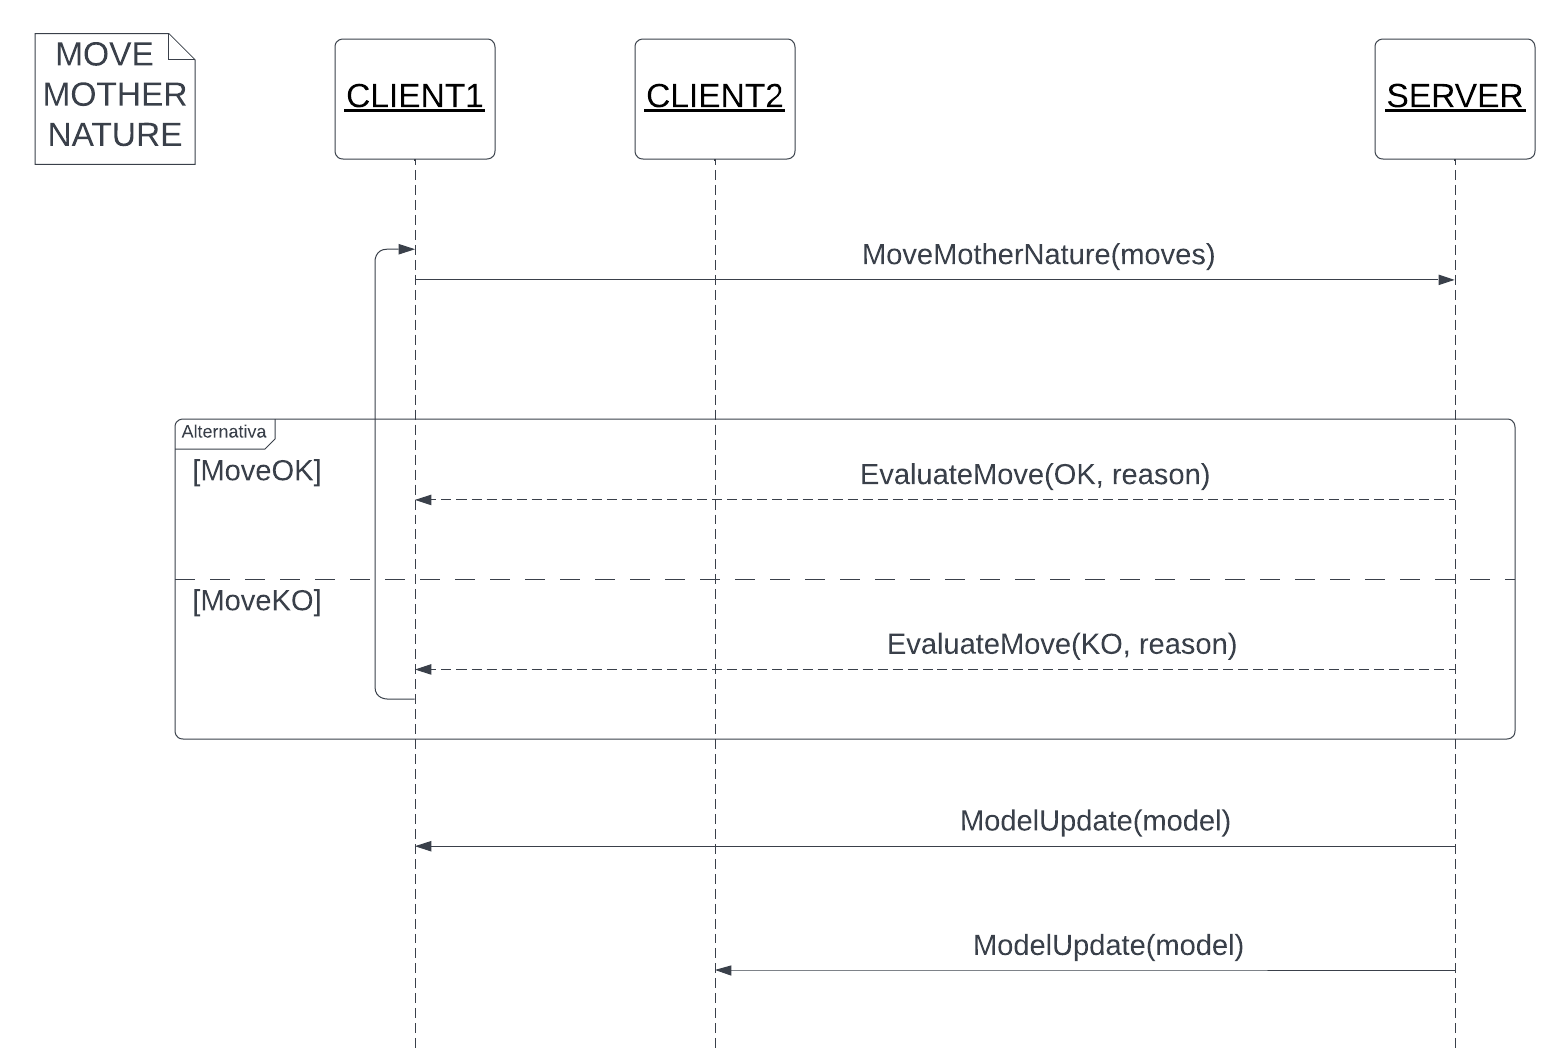 MOVE
MOTHER
NATURE
CLIENT1
CLIENT2
SERVER
MoveMotherNature(moves)
Alternativa
[MoveOK]
EvaluateMove(OK, reason)
[MoveKO]
EvaluateMove(KO, reason)
ModelUpdate(model)
ModelUpdate(model)